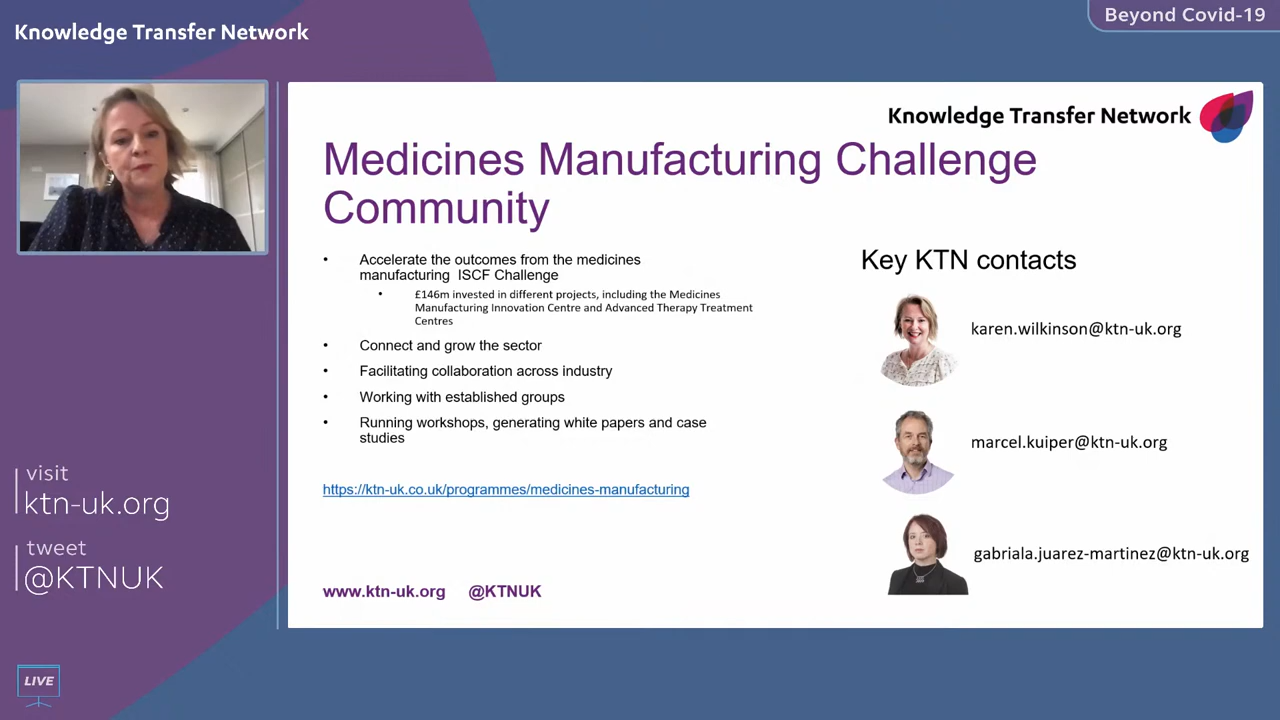 Knowledge Transfer Network
Beyond Covid-19
Knowledge Transfer Network
Medicines Manufacturing Challenge
Community
• Accelerate the outcomes from the medicines
manufacturing ISCF Challenge
• £146m invested in different projects, including the Medicines
Manufacturing Innovation Centre and Advanced Therapy Treatment
Centres
• Connect and grow the sector
• Facilitating collaboration across industry
• Working with established groups
• Running workshops, generating white papers and case
studies
https://ktn-uk.co.uk/programmes/medicines-manufacturing
www.ktn-uk.org @KTNUK
Key KTN contacts
karen.wilkinson@ktn-uk.org
marcel.kuiper@ktn-uk.org
gabriala.juarez-martinez@ktn-uk.org
visit
ktn-uk.org
tweet
@KTNUK
LIVE